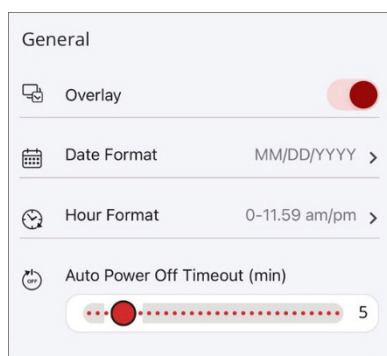 General
Overlay
Date Format MM/DD/YYYY
Hour Format 0-11.59 am/pm
OFF Auto Power Off Timeout (min)
5